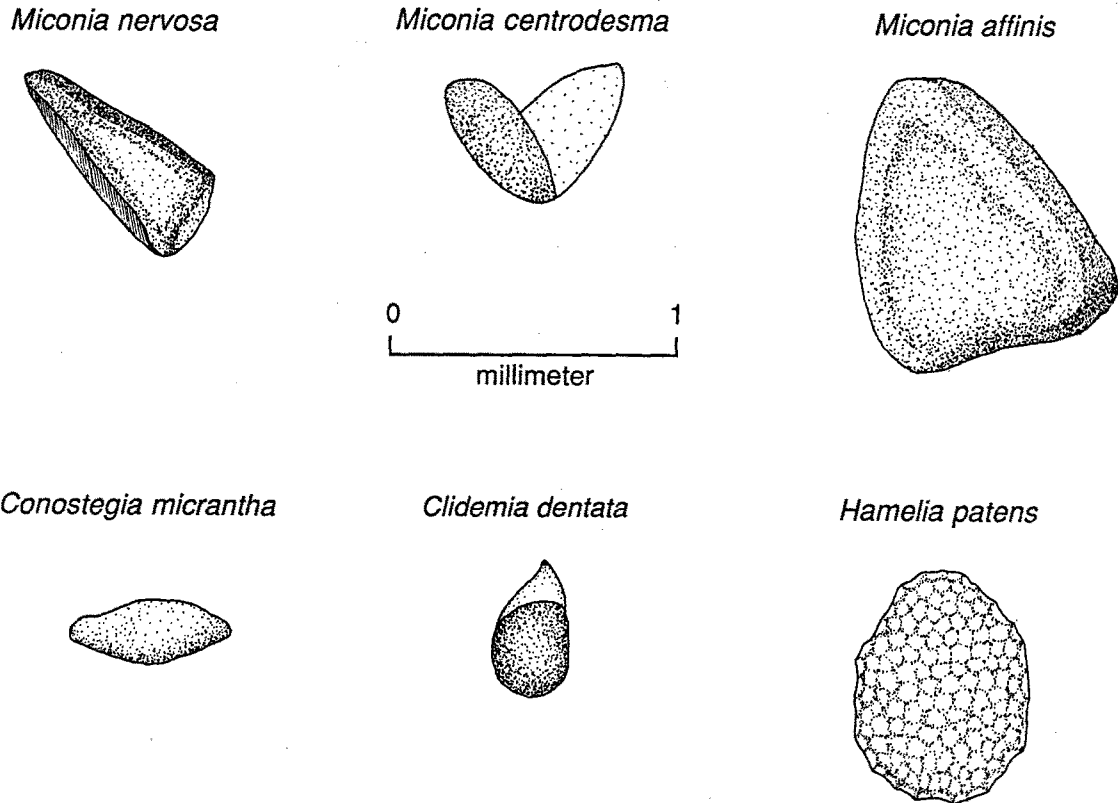 Miconia nervosa
Miconia centrodesma
Miconia affinis
0 1
millimeter
Conostegia micrantha
Clidemia dentata
Hamelia patens